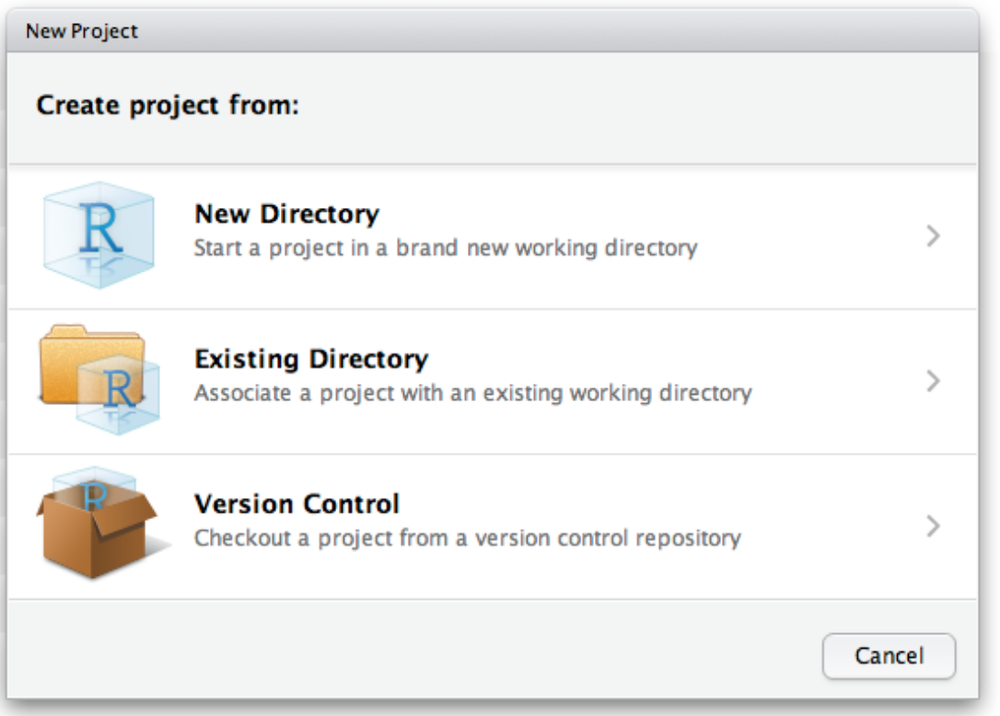 New Project
Create project from:
R
New Directory
Start a project in a brand new working directory
R
Existing Directory
Associate a project with an existing working directory
R
Version Control
Checkout a project from a version control repository
Cancel